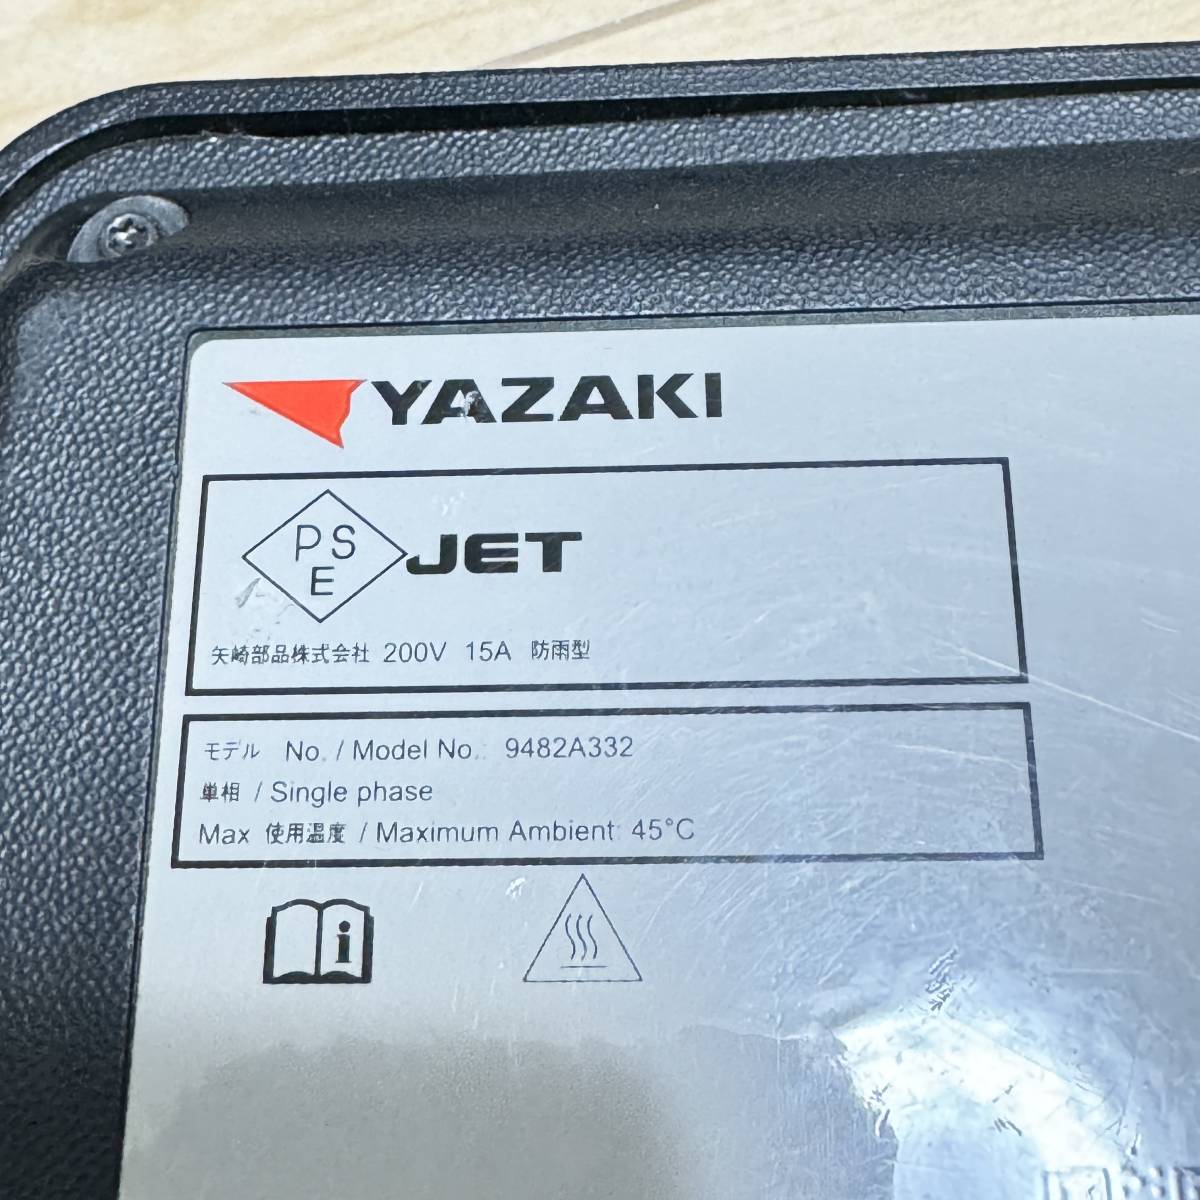 YAZAKI
PS
E
JET
矢崎部品株式会社 200V 15A 防雨型
モデル No. / Model No.: 9482A332
単相 / Single phase
Max 使用温度 / Maximum Ambient: 45°C
i